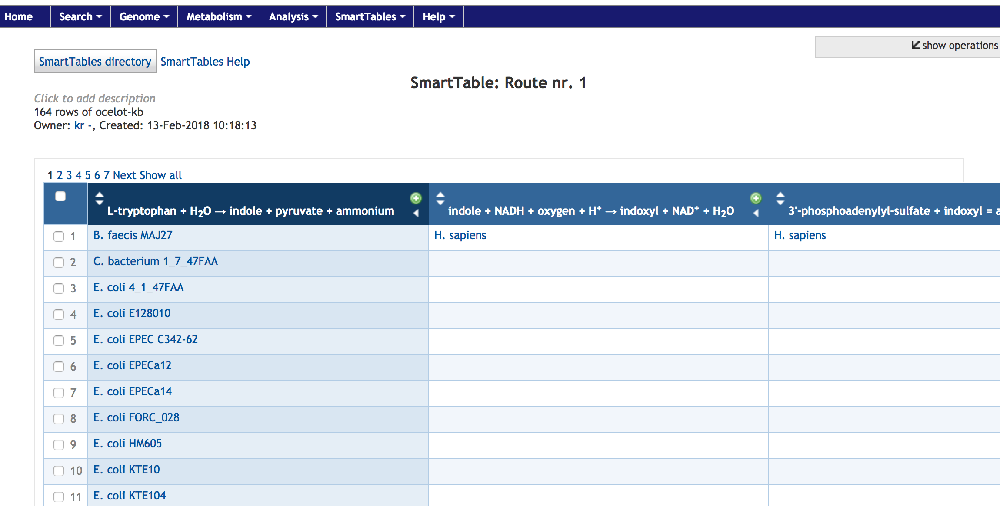 Home Search Genome Metabolism Analysis SmartTables Help
show operations
SmartTables directory SmartTables Help
SmartTable: Route nr. 1
Click to add description
164 rows of ocelot-kb
Owner: kr -, Created: 13-Feb-2018 10:18:13
1 2 3 4 5 6 7 Next Show all
L-tryptophan + H₂O → indole + pyruvate + ammonium indole + NADH + oxygen + H⁺ → indoxyl + NAD⁺ + H₂O 3'-phosphoadenylyl-sulfate + indoxyl =
1 B. faecis MAJ27 H. sapiens H. sapiens
2 C. bacterium 1_7_47FAA
3 E. coli 4_1_47FAA
4 E. coli E128010
5 E. coli EPEC C342-62
6 E. coli EPECa12
7 E. coli EPECa14
8 E. coli FORC_028
9 E. coli HM605
10 E. coli KTE10
11 E. coli KTE104